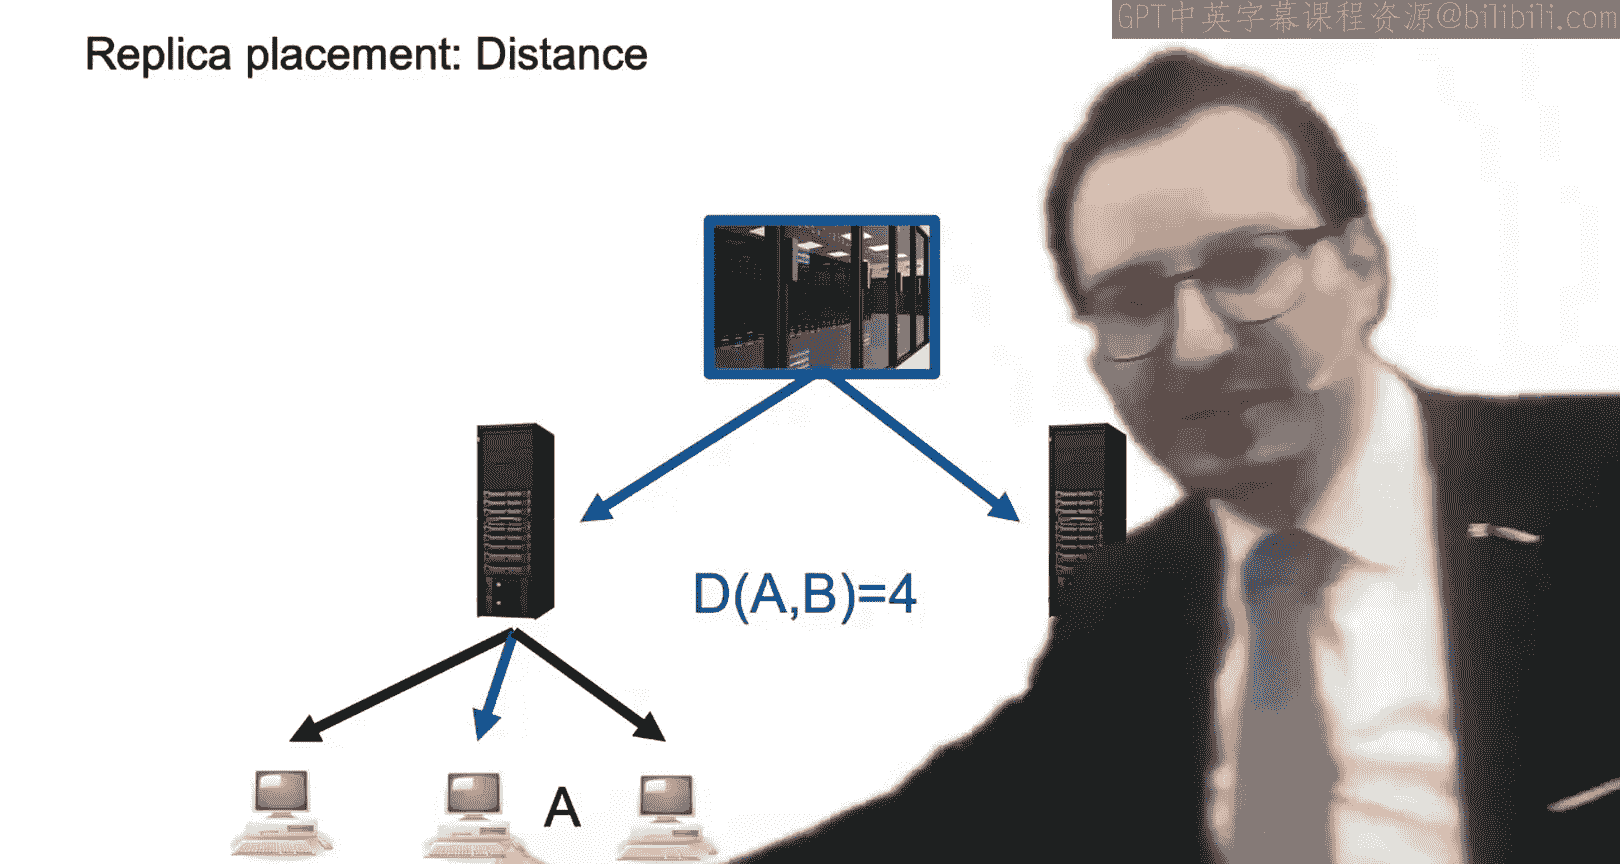 GPT中英字幕课程资源@bilibili.com
Replica placement: Distance
D(A,B)=4
A